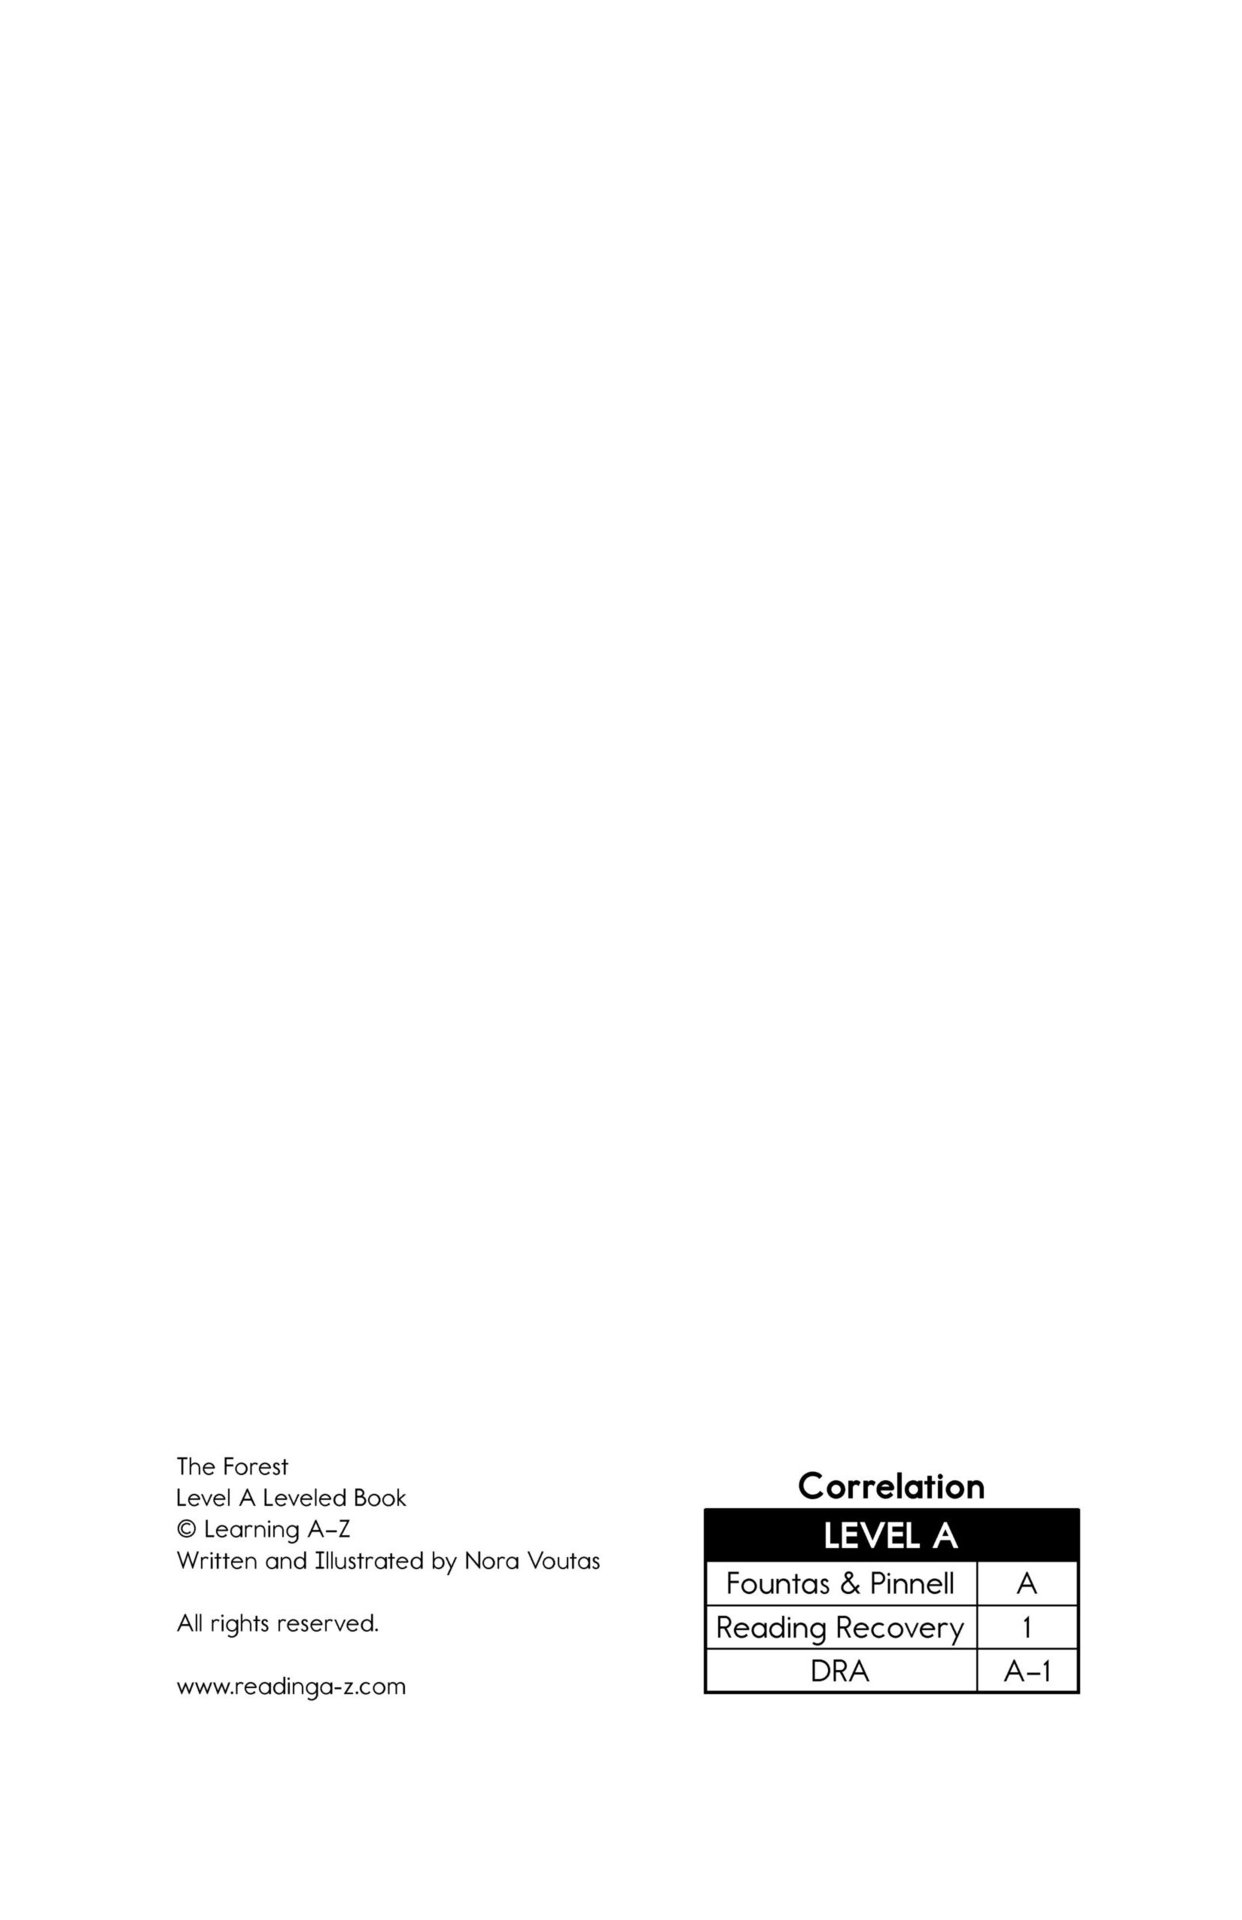 The Forest
Level A Leveled Book
© Learning A–Z
Written and Illustrated by Nora Voutas
All rights reserved.
www.readinga-z.com
Correlation
LEVEL A
Fountas & Pinnell A
Reading Recovery 1
DRA A–1